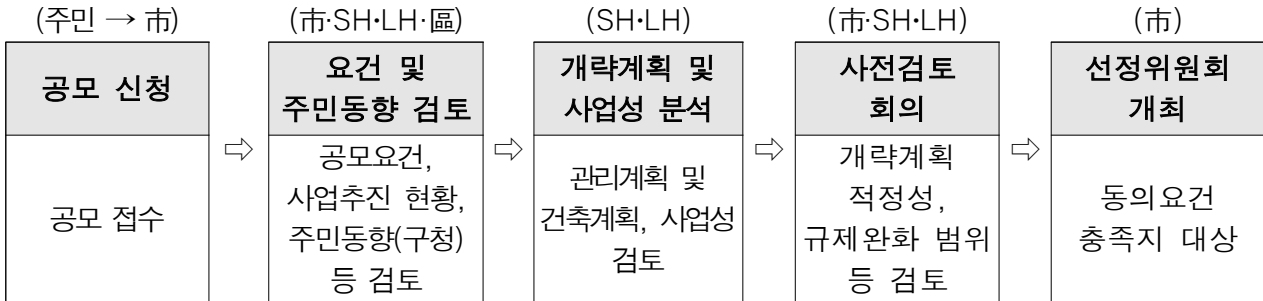 (주민 → 市)
공모 신청
공모 접수
⇨
(市·SH·LH·區)
요건 및
주민동향 검토
공모요건,
사업추진 현황,
주민동향(구청)
등 검토
⇨
(SH·LH)
개략계획 및
사업성 분석
관리계획 및
건축계획, 사업성
검토
⇨
(市·SH·LH)
사전검토
회의
개략계획
적정성,
규제완화 범위
등 검토
⇨
(市)
선정위원회
개최
동의요건
충족지 대상